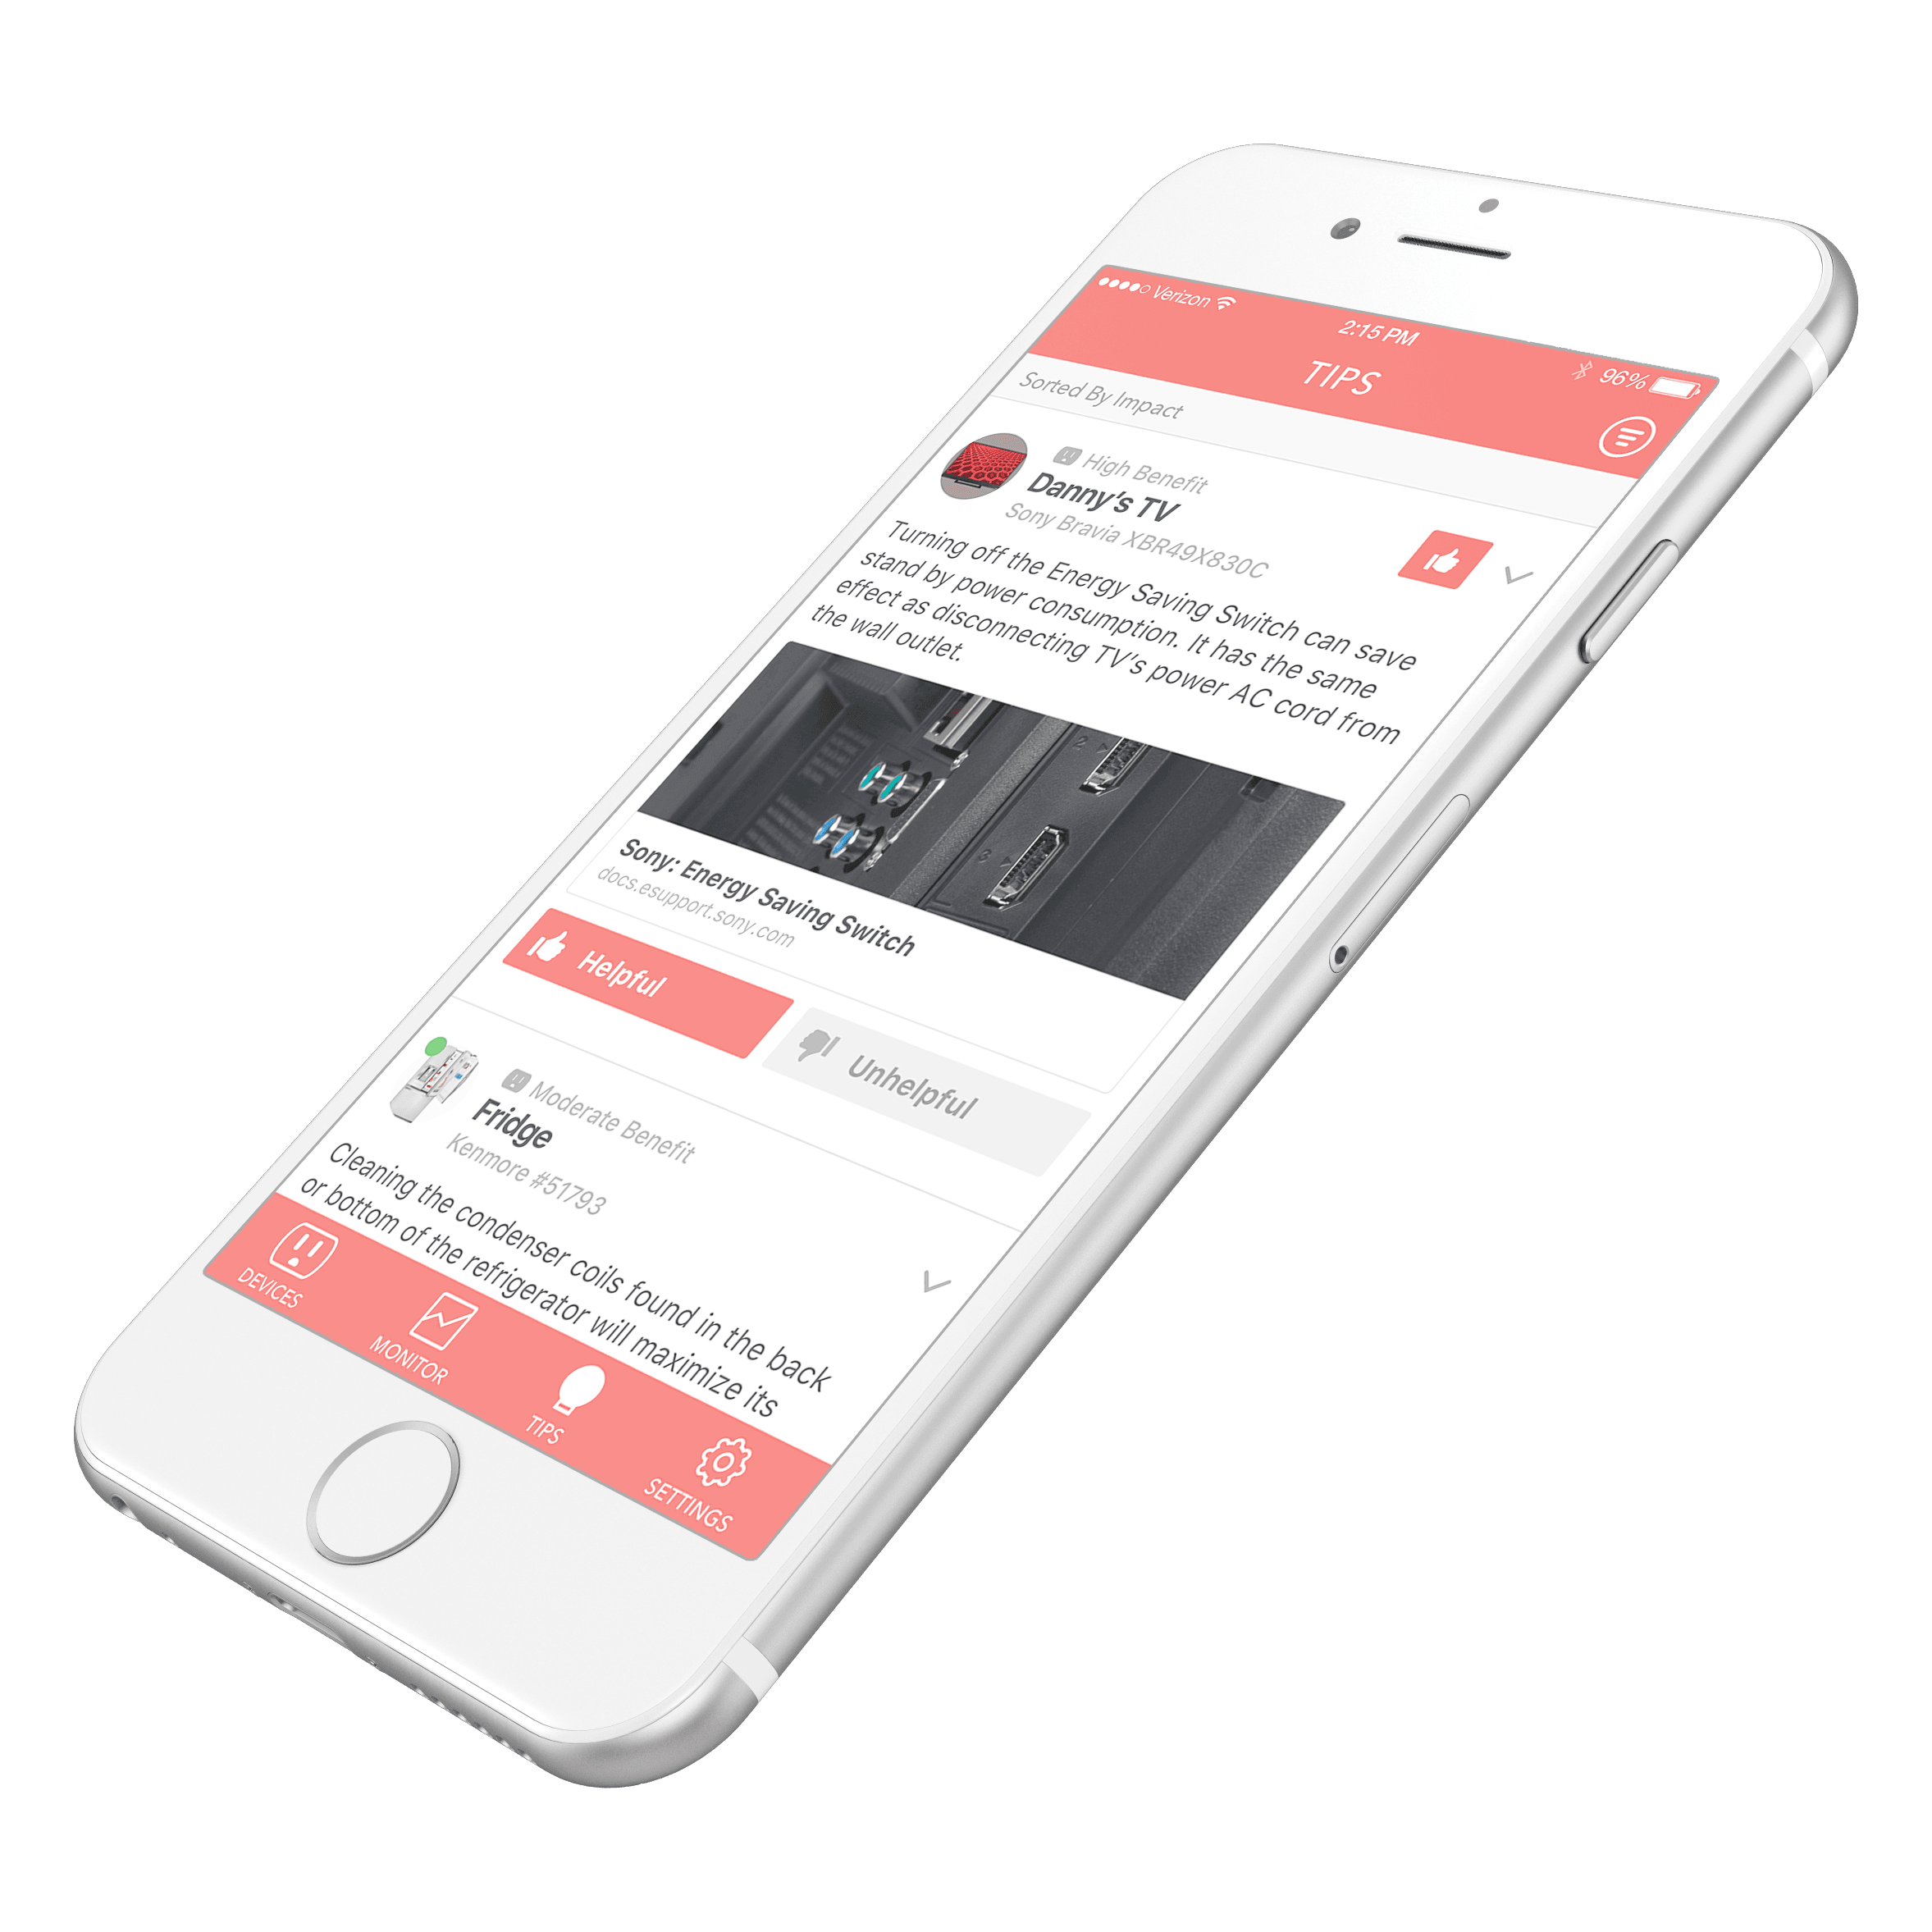 Verizon
2:15 PM
96%
TIPS
Sorted By Impact
High Benefit
Danny's TV
Sony Bravia XBR49X830C
Turning off the Energy Saving Switch can save
stand by power consumption. It has the same
effect as disconnecting TV's power AC cord from
the wall outlet.
2
3
Sony: Energy Saving Switch
docs.esupport.sony.com
Helpful
Unhelpful
Moderate Benefit
Fridge
Kenmore #51793
Cleaning the condenser coils found in the back
or bottom of the refrigerator will maximize its
DEVICES
MONITOR
TIPS
SETTINGS